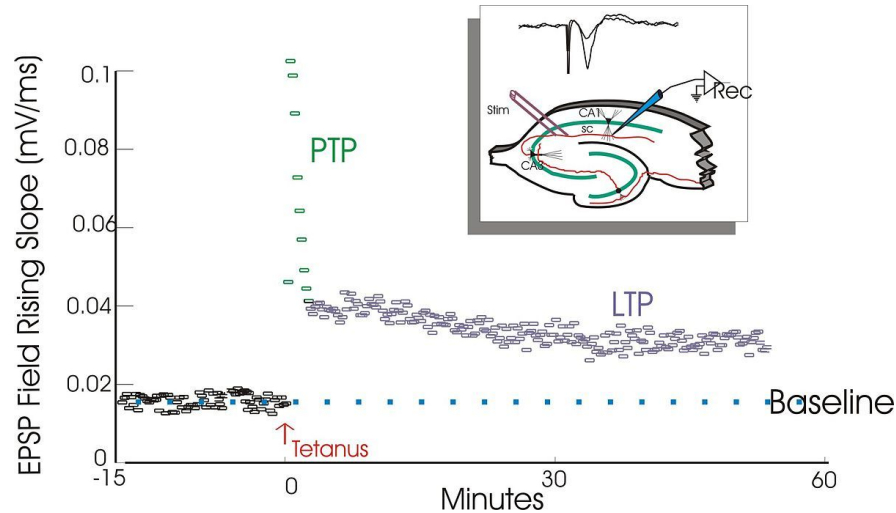 EPSP Field Rising Slope (mV/ms)
0.1
0.08
0.06
0.04
0.02
0
PTP
LTP
Baseline
Tetanus
-15
0
30
60
Minutes
Stim
Rec
CA1
sc
CA3